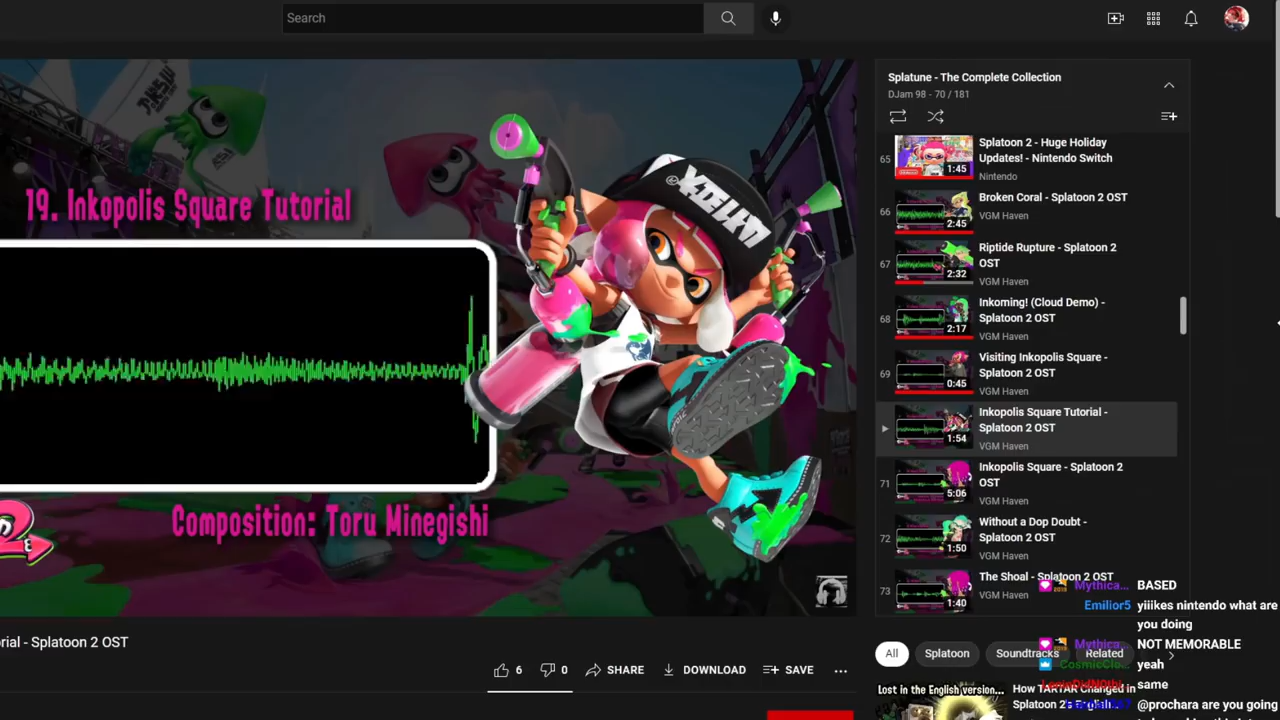 Search
Splatune - The Complete Collection
DJam 98 - 70 / 181
19. Inkopolis Square Tutorial
Composition: Toru Minegishi
65
1:45
Splatoon 2 - Huge Holiday
Updates! - Nintendo Switch
Nintendo
66
2:45
Broken Coral - Splatoon 2 OST
VGM Haven
67
2:32
Riptide Rupture - Splatoon 2
OST
VGM Haven
68
2:17
Inkoming! (Cloud Demo) -
Splatoon 2 OST
VGM Haven
69
0:45
Visiting Inkopolis Square -
Splatoon 2 OST
VGM Haven
1:54
Inkopolis Square Tutorial -
Splatoon 2 OST
VGM Haven
71
5:06
Inkopolis Square - Splatoon 2
OST
VGM Haven
72
1:50
Without a Dop Doubt -
Splatoon 2 OST
VGM Haven
73
1:40
The Shoal - Splatoon 2 OST
VGM Haven
rial - Splatoon 2 OST
6
0
SHARE
DOWNLOAD
SAVE
All
Splatoon
Soundtracks
Related
Lost in the English version...
How TARTAR Changed in
Splatoon 2's English
Mythica... BASED
Emilior5 yiiikes nintendo what are
you doing
Mythica... NOT MEMORABLE
CosmicClo... yeah
same
@prochara are you going